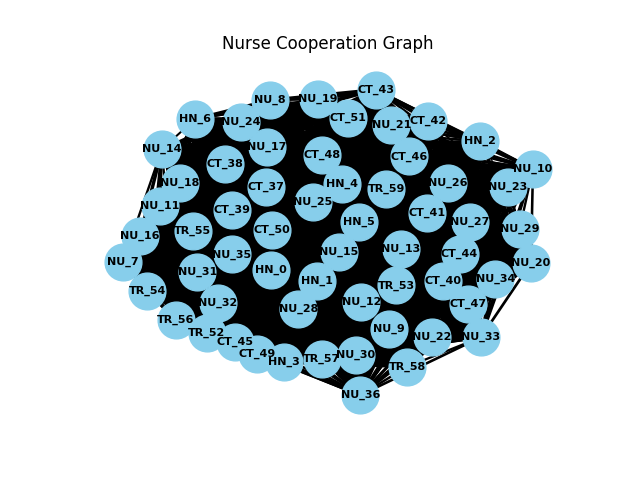 Nurse Cooperation Graph
CT_43
NU_8
NU_19
HN_6
NU_24
CT_51
NU_21
CT_42
HN_2
NU_14
NU_17
CT_48
CT_46
NU_10
CT_38
NU_18
CT_37
HN_4
TR_59
NU_26
NU_23
NU_11
CT_39
NU_25
CT_41
NU_16
TR_55
CT_50
HN_5
NU_27
NU_29
NU_7
NU_35
NU_15
NU_13
CT_44
NU_20
NU_31
HN_0
HN_1
TR_53
CT_40
NU_34
TR_54
NU_32
NU_28
NU_12
CT_47
TR_56
TR_52
NU_9
NU_22
NU_33
CT_45
CT_49
HN_3
TR_57
NU_30
TR_58
NU_36